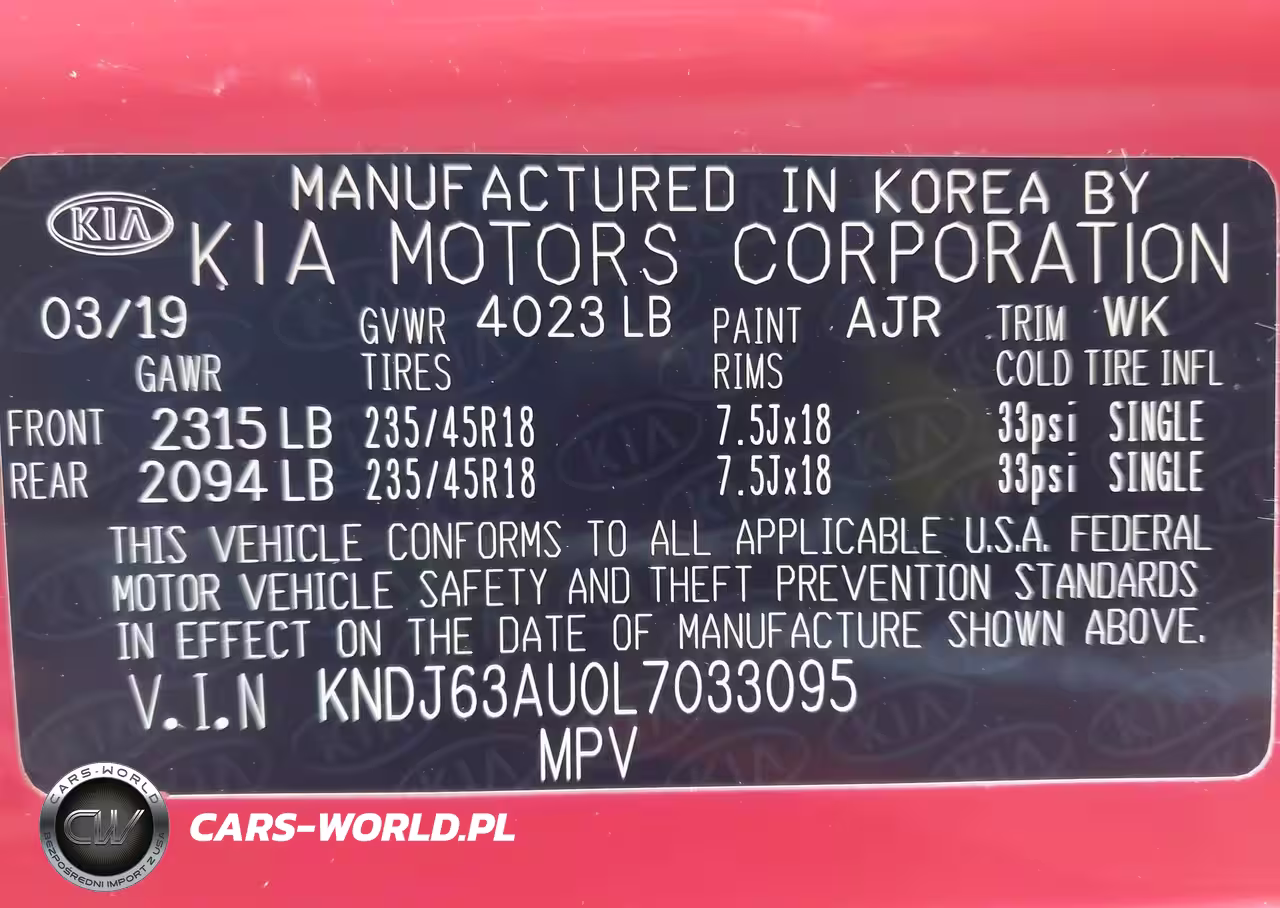 MANUFACTURED IN KOREA BY
KIA
KIA MOTORS CORPORATION
03/19 GVWR 4023 LB PAINT AJR TRIM WK
GAWR TIRES RIMS COLD TIRE INFL
FRONT 2315 LB 235/45R18 7.5Jx18 33psi SINGLE
REAR 2094 LB 235/45R18 7.5Jx18 33psi SINGLE
THIS VEHICLE CONFORMS TO ALL APPLICABLE U.S.A. FEDERAL
MOTOR VEHICLE SAFETY AND THEFT PREVENTION STANDARDS
IN EFFECT ON THE DATE OF MANUFACTURE SHOWN ABOVE.
V.I.N KNDJ63AU0L7033095
MPV
CARS-WORLD
CW
BEZPOŚREDNI IMPORT Z USA
CARS-WORLD.PL